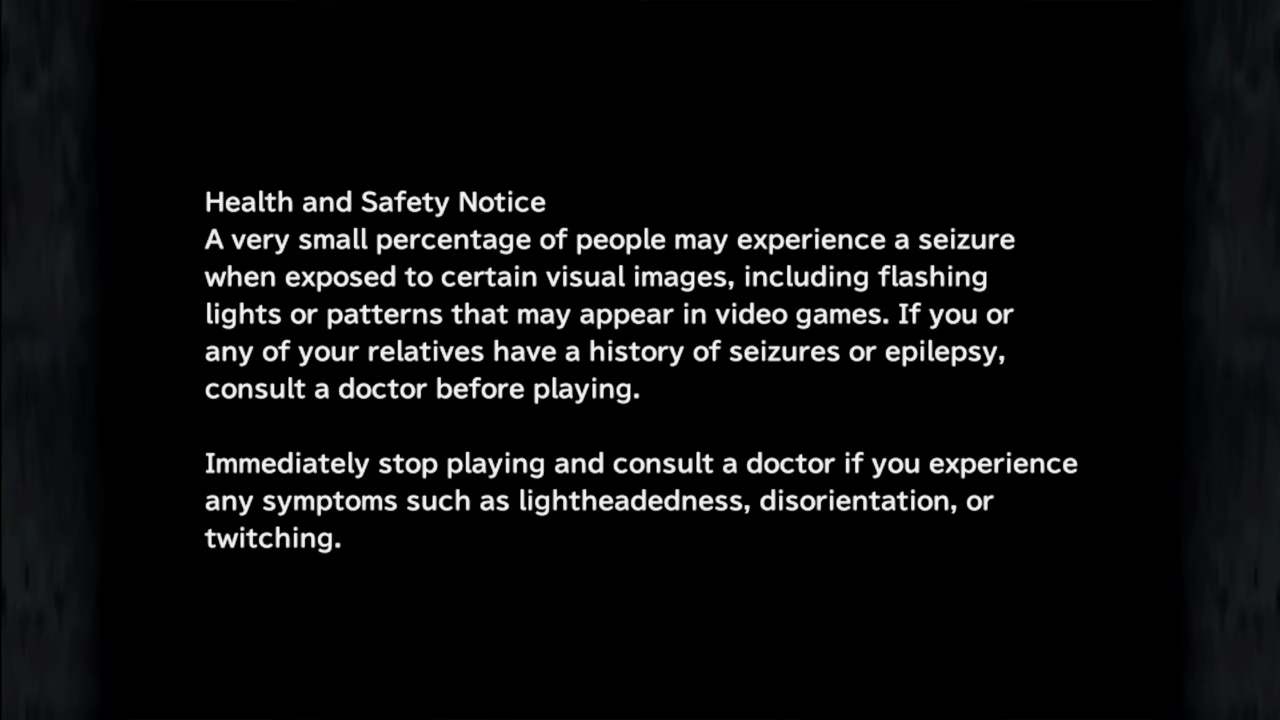 Health and Safety Notice
A very small percentage of people may experience a seizure
when exposed to certain visual images, including flashing
lights or patterns that may appear in video games. If you or
any of your relatives have a history of seizures or epilepsy,
consult a doctor before playing.
Immediately stop playing and consult a doctor if you experience
any symptoms such as lightheadedness, disorientation, or
twitching.